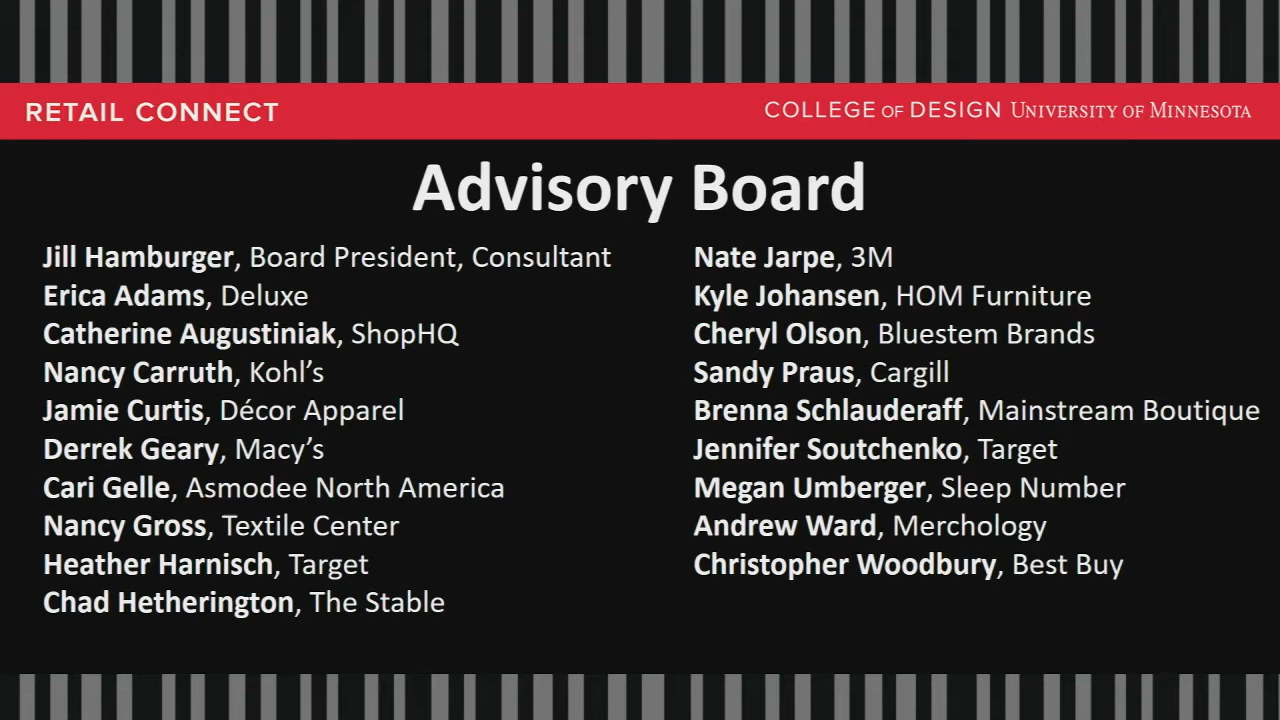 RETAIL CONNECT
COLLEGE OF DESIGN UNIVERSITY OF MINNESOTA
Advisory Board
Jill Hamburger, Board President, Consultant
Erica Adams, Deluxe
Catherine Augustiniak, ShopHQ
Nancy Carruth, Kohl’s
Jamie Curtis, Décor Apparel
Derrek Geary, Macy’s
Cari Gelle, Asmodee North America
Nancy Gross, Textile Center
Heather Harnisch, Target
Chad Hetherington, The Stable
Nate Jarpe, 3M
Kyle Johansen, HOM Furniture
Cheryl Olson, Bluestem Brands
Sandy Praus, Cargill
Brenna Schlauderaff, Mainstream Boutique
Jennifer Soutchenko, Target
Megan Umberger, Sleep Number
Andrew Ward, Merchology
Christopher Woodbury, Best Buy